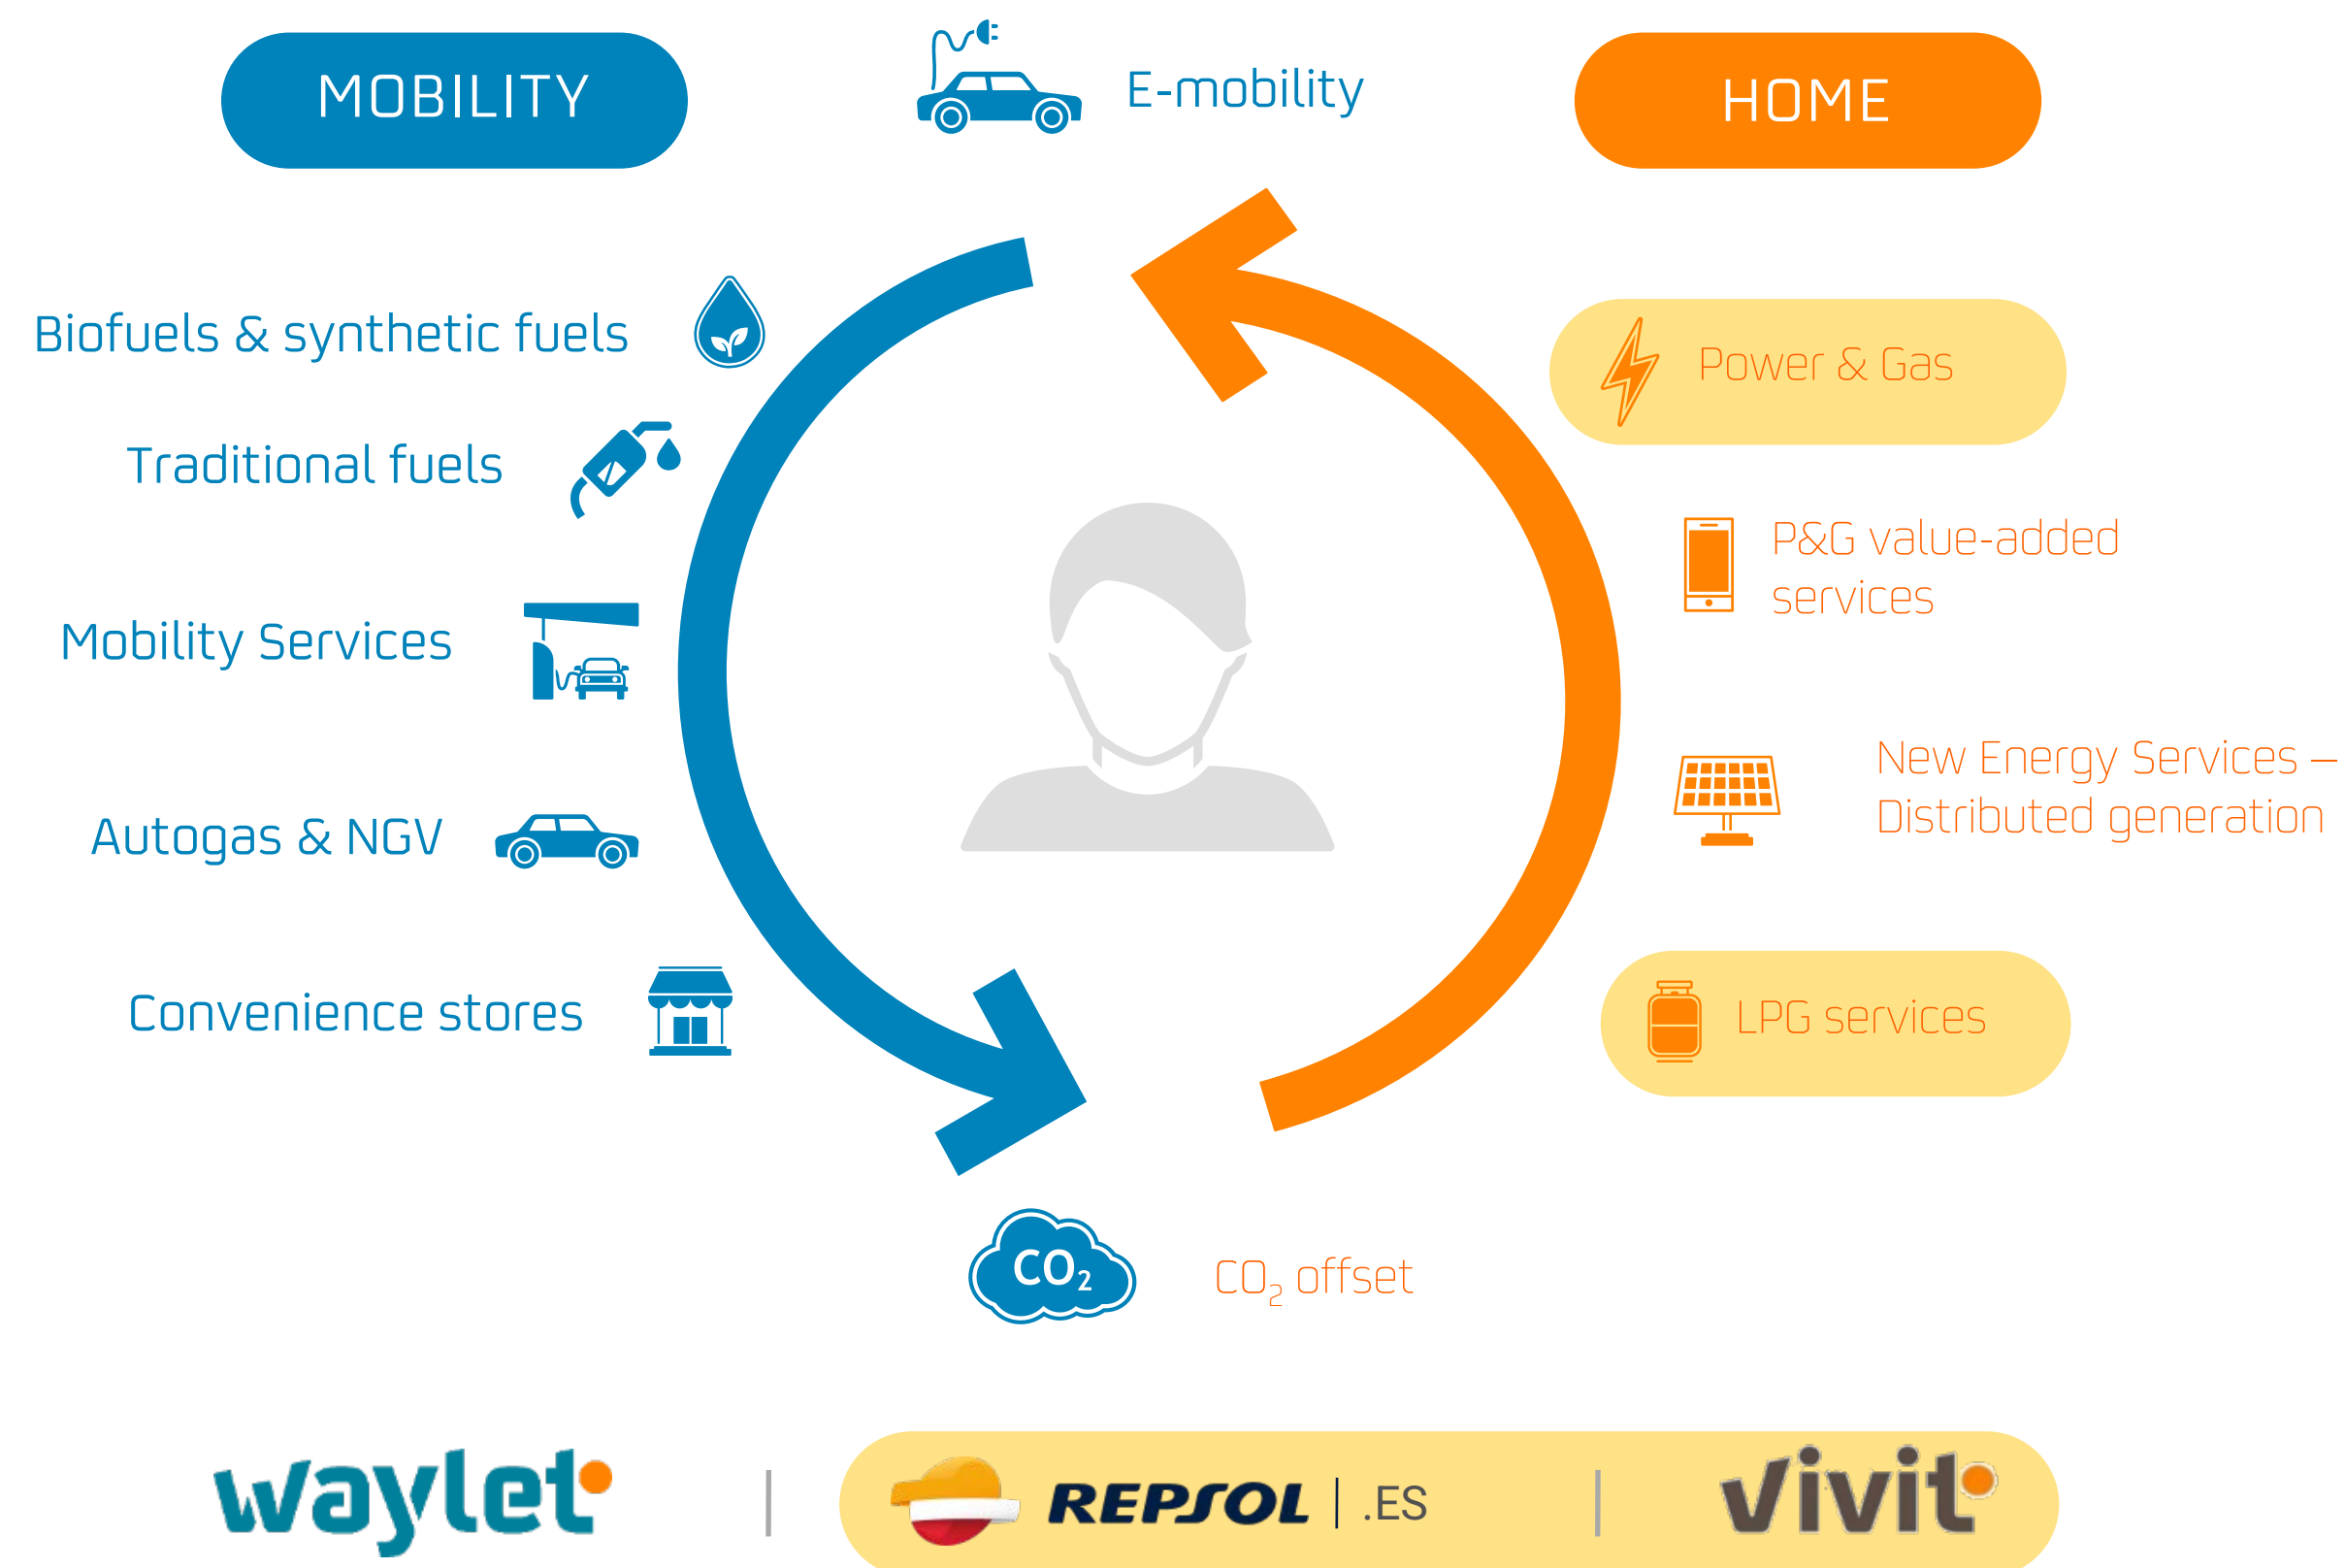 MOBILITY
E-mobility
HOME
Biofuels & synthetic fuels
Traditional fuels
Mobility Services
Autogas & NGV
Convenience stores
Power & Gas
P&G value-added
services
New Energy Services –
Distributed generation
LPG services
CO₂
CO₂ offset
waylet
REPSOL | .ES
vivit